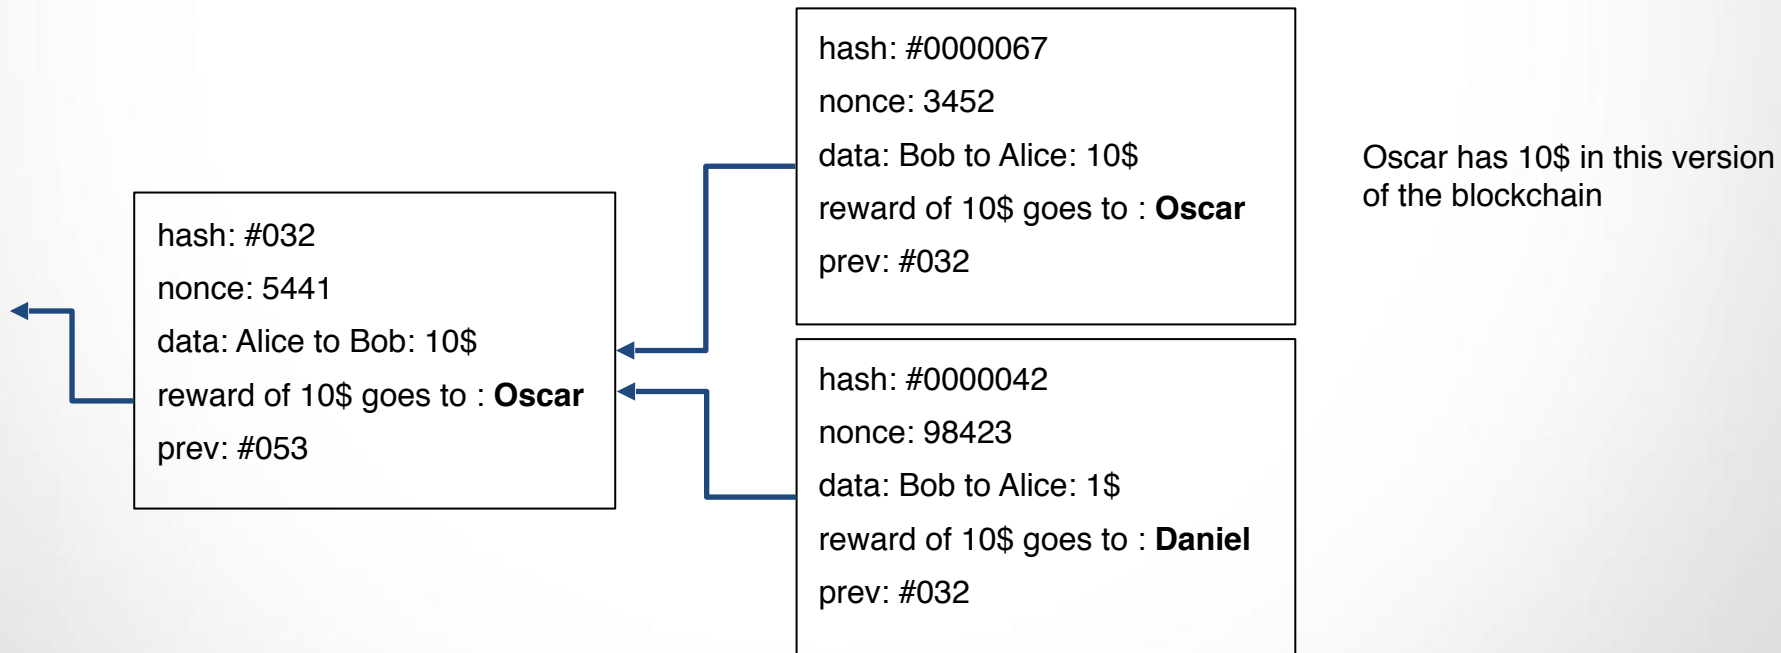 hash: #032
nonce: 5441
data: Alice to Bob: 10$
reward of 10$ goes to : Oscar
prev: #053
hash: #0000067
nonce: 3452
data: Bob to Alice: 10$
reward of 10$ goes to : Oscar
prev: #032
Oscar has 10$ in this version
of the blockchain
hash: #0000042
nonce: 98423
data: Bob to Alice: 1$
reward of 10$ goes to : Daniel
prev: #032